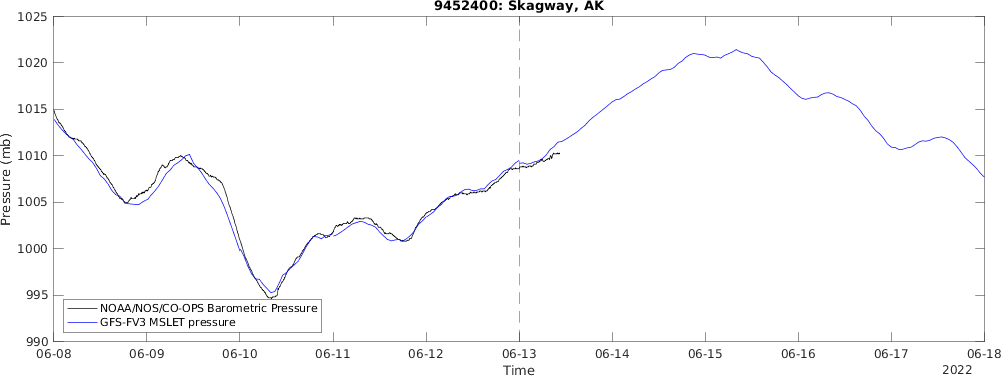 9452400: Skagway, AK
Pressure (mb)
1025
1020
1015
1010
1005
1000
995
990
NOAA/NOS/CO-OPS Barometric Pressure
GFS-FV3 MSLET pressure
06-08 06-09 06-10 06-11 06-12 06-13 06-14 06-15 06-16 06-17 06-18
Time
2022